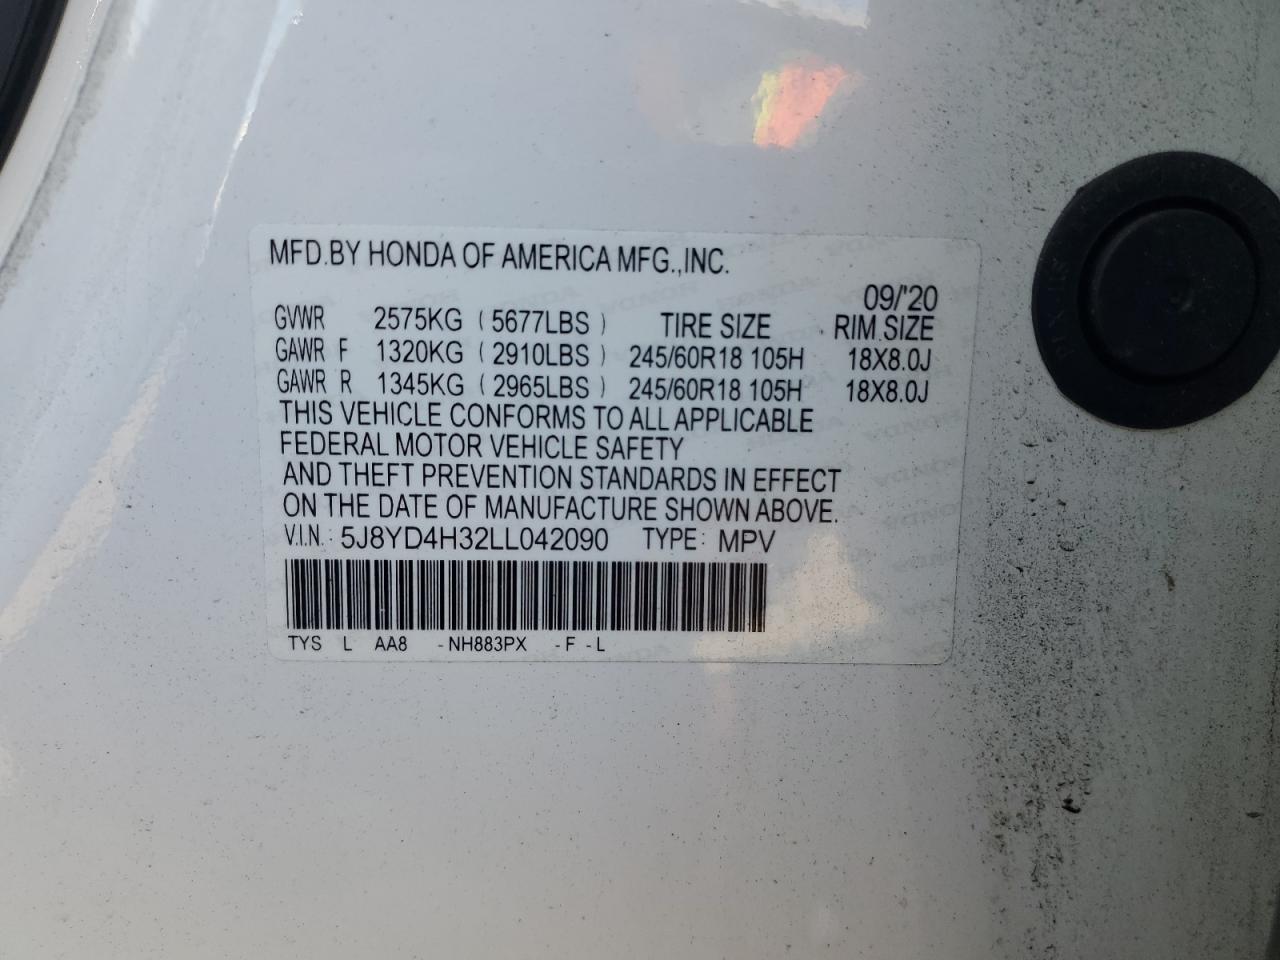 MFD.BY HONDA OF AMERICA MFG.,INC.
09/'20
GVWR 2575KG (5677LBS) TIRE SIZE RIM.SIZE
GAWR F 1320KG (2910LBS) 245/60R18 105H 18X8.0J
GAWR R 1345KG (2965LBS) 245/60R18 105H 18X8.0J
THIS VEHICLE CONFORMS TO ALL APPLICABLE
FEDERAL MOTOR VEHICLE SAFETY
AND THEFT PREVENTION STANDARDS IN EFFECT
ON THE DATE OF MANUFACTURE SHOWN ABOVE.
V.I.N.: 5J8YD4H32LL042090 TYPE: MPV
TYS L AA8 -NH883PX -F -L